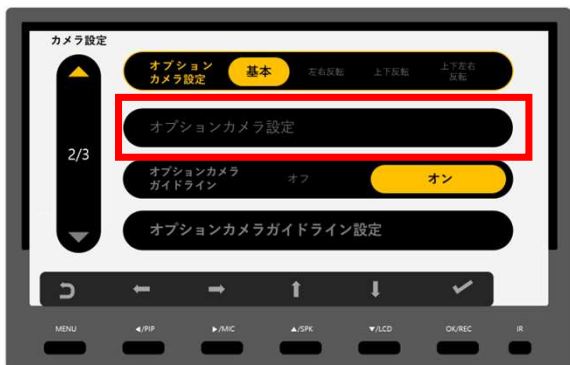 カメラ設定
2/3
オプション
カメラ設定
基本
左右反転
上下反転
上下左右
反転
オプションカメラ設定
オプションカメラ
ガイドライン
オフ
オン
オプションカメラガイドライン設定
MENU
◀/PIP
▶/MIC
▲/SPK
▼/LCD
OK/REC
IR